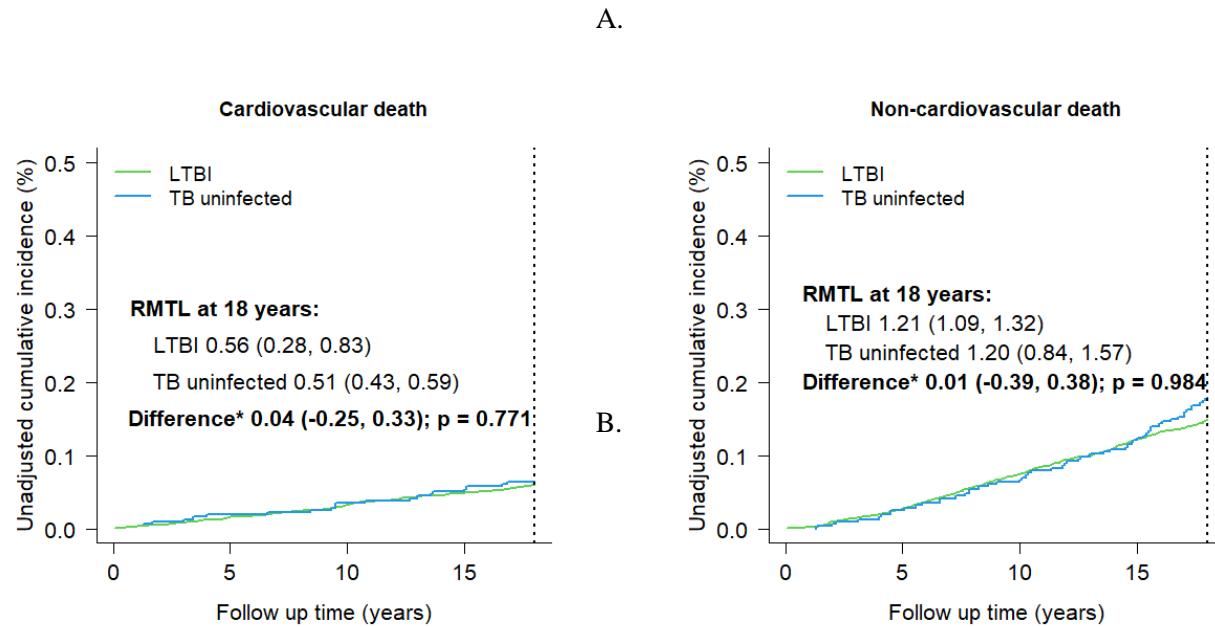 A.
Cardiovascular death
Unadjusted cumulative incidence (%)
0.5
0.4
0.3
0.2
0.1
0.0
LTBI
TB uninfected
RMTL at 18 years:
LTBI 0.56 (0.28, 0.83)
TB uninfected 0.51 (0.43, 0.59)
Difference* 0.04 (-0.25, 0.33); p = 0.771
0 5 10 15
Follow up time (years)
B.
Non-cardiovascular death
Unadjusted cumulative incidence (%)
0.5
0.4
0.3
0.2
0.1
0.0
LTBI
TB uninfected
RMTL at 18 years:
LTBI 1.21 (1.09, 1.32)
TB uninfected 1.20 (0.84, 1.57)
Difference* 0.01 (-0.39, 0.38); p = 0.984
0 5 10 15
Follow up time (years)